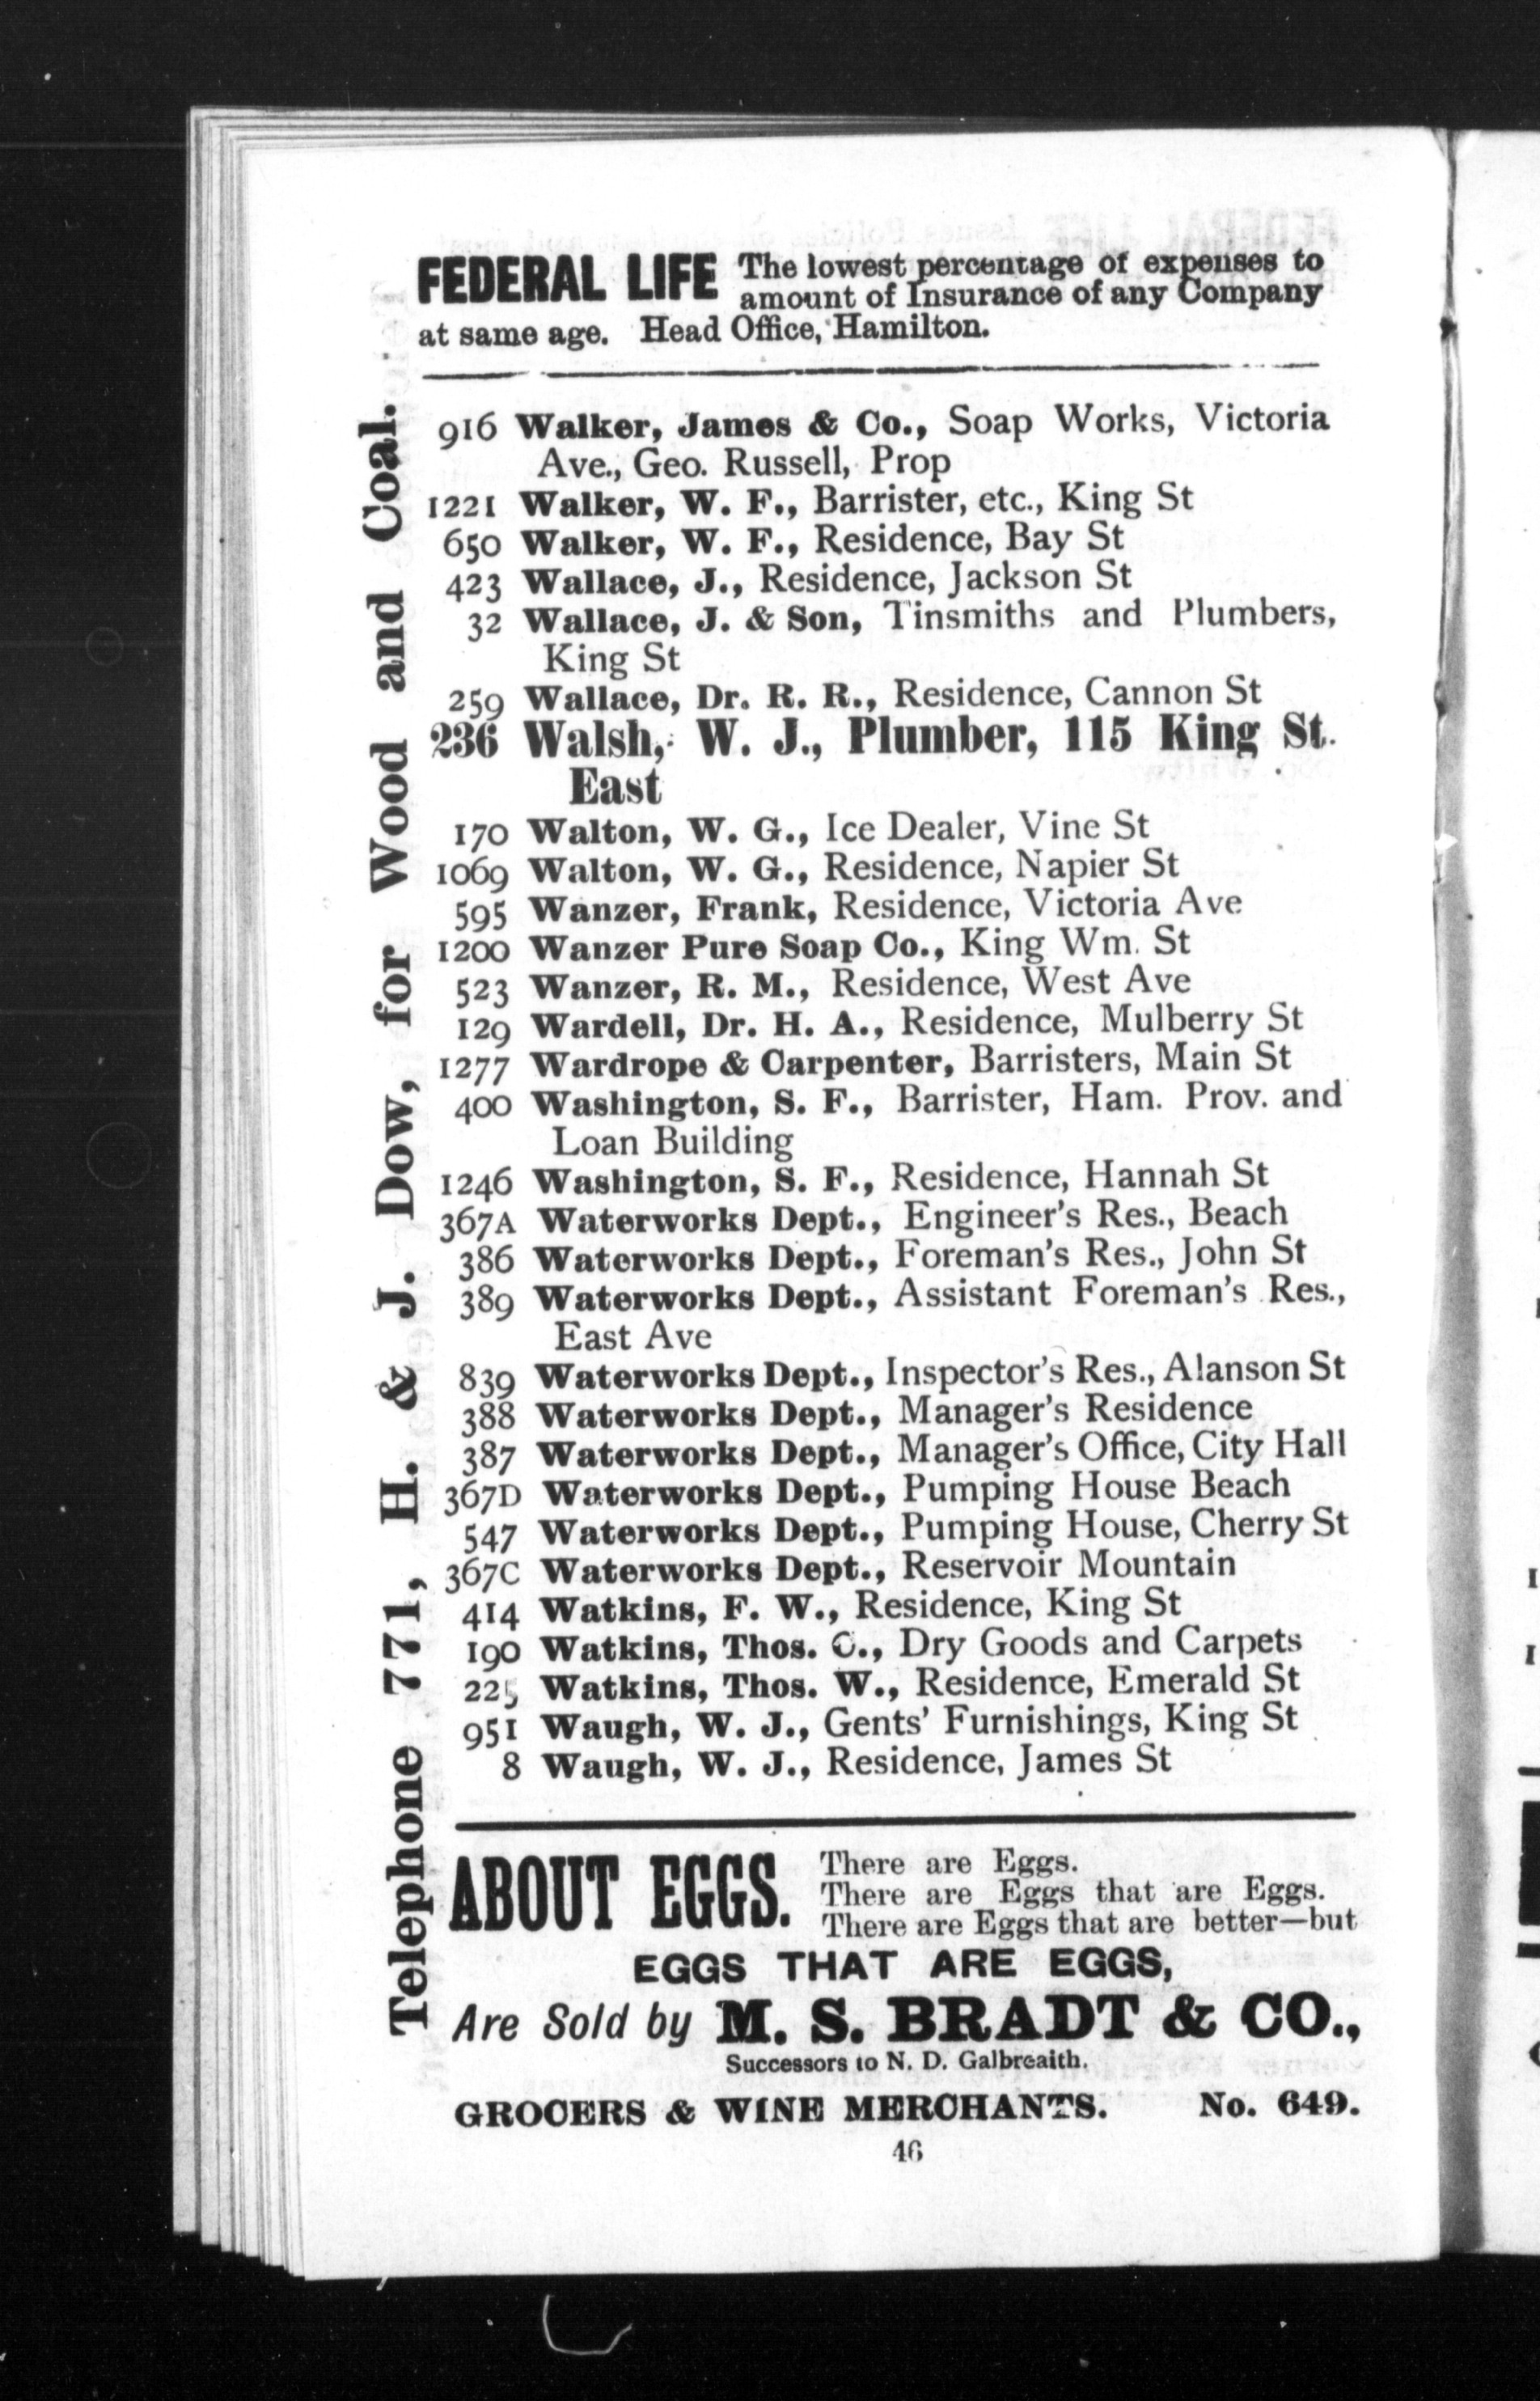 FEDERAL LIFE The lowest percentage of expenses to
amount of Insurance of any Company
at same age. Head Office, Hamilton.
Telephone 771, H. & J. Dow, for Wood and Coal.
916 Walker, James & Co., Soap Works, Victoria
Ave., Geo. Russell, Prop
1221 Walker, W. F., Barrister, etc., King St
650 Walker, W. F., Residence, Bay St
423 Wallace, J., Residence, Jackson St
32 Wallace, J. & Son, Tinsmiths and Plumbers,
King St
259 Wallace, Dr. R. R., Residence, Cannon St
236 Walsh, W. J., Plumber, 115 King St.
East
170 Walton, W. G., Ice Dealer, Vine St
1069 Walton, W. G., Residence, Napier St
595 Wanzer, Frank, Residence, Victoria Ave
1200 Wanzer Pure Soap Co., King Wm. St
523 Wanzer, R. M., Residence, West Ave
129 Wardell, Dr. H. A., Residence, Mulberry St
1277 Wardrope & Carpenter, Barristers, Main St
400 Washington, S. F., Barrister, Ham. Prov. and
Loan Building
1246 Washington, S. F., Residence, Hannah St
367A Waterworks Dept., Engineer's Res., Beach
386 Waterworks Dept., Foreman's Res., John St
389 Waterworks Dept., Assistant Foreman's Res.,
East Ave
839 Waterworks Dept., Inspector's Res., Alanson St
388 Waterworks Dept., Manager's Residence
387 Waterworks Dept., Manager's Office, City Hall
367D Waterworks Dept., Pumping House Beach
547 Waterworks Dept., Pumping House, Cherry St
367C Waterworks Dept., Reservoir Mountain
414 Watkins, F. W., Residence, King St
190 Watkins, Thos. C., Dry Goods and Carpets
225 Watkins, Thos. W., Residence, Emerald St
951 Waugh, W. J., Gents' Furnishings, King St
8 Waugh, W. J., Residence, James St
ABOUT EGGS. There are Eggs.
There are Eggs that are Eggs.
There are Eggs that are better—but
EGGS THAT ARE EGGS,
Are Sold by M. S. BRADT & CO.,
Successors to N. D. Galbreaith.
GROCERS & WINE MERCHANTS. No. 649.
46